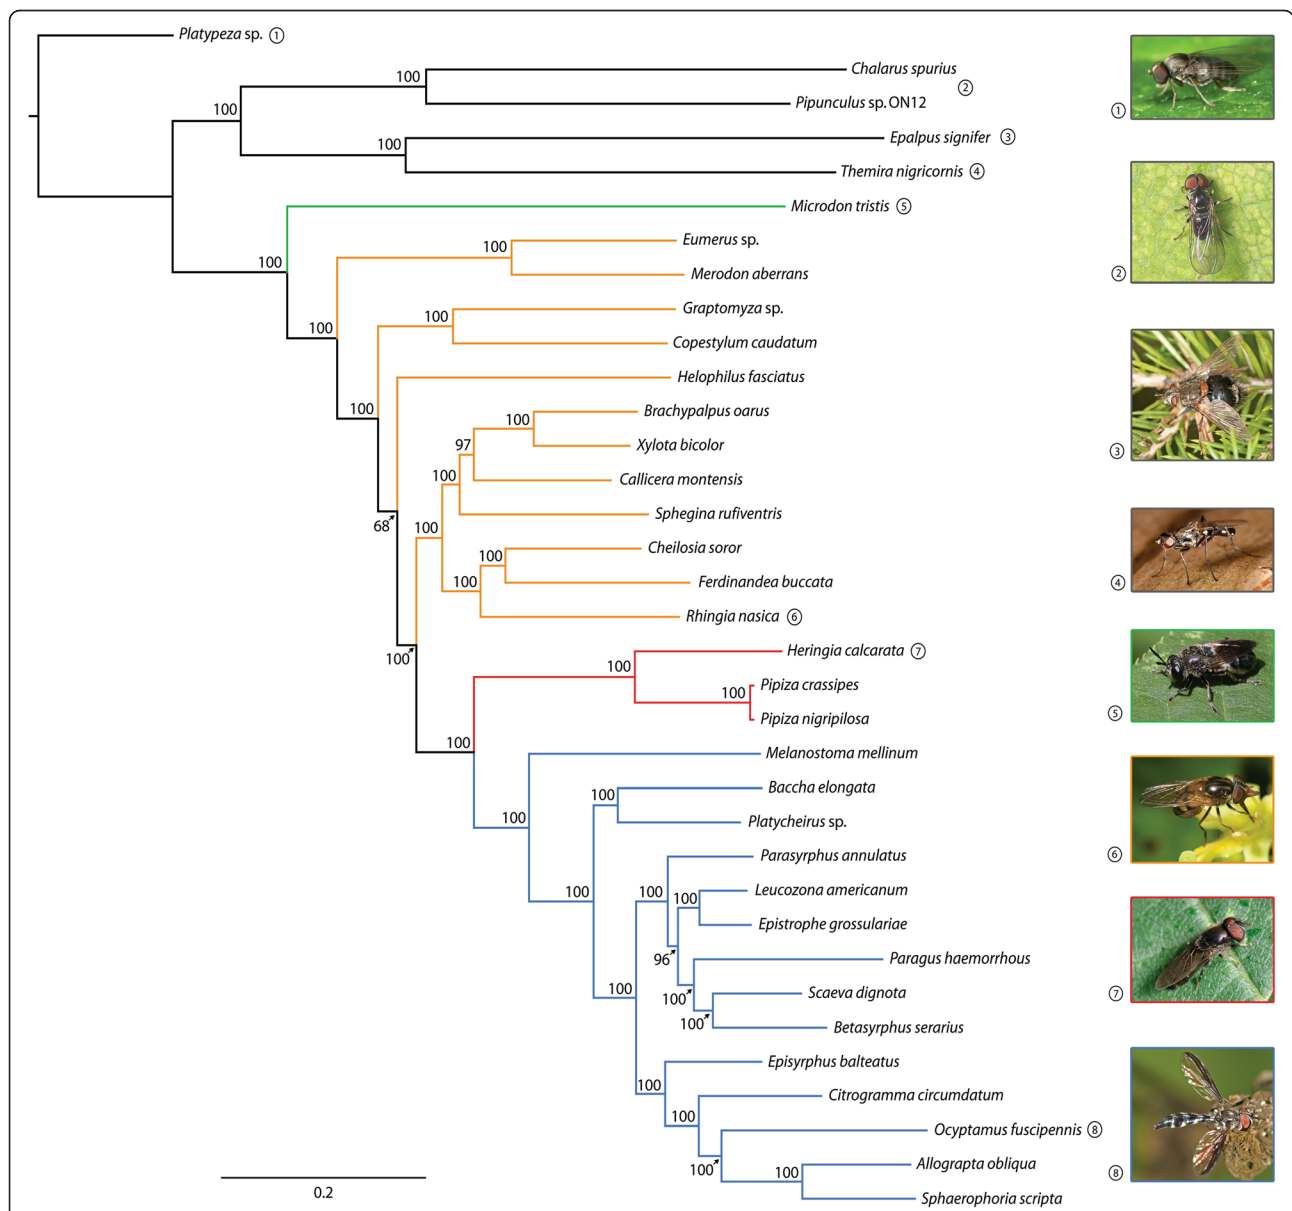 Platypeza sp. ①
Chalarus spurius
②
Pipunculus sp. ON12
Epalpus signifer ③
Themira nigricornis ④
Microdon tristis ⑤
Eumerus sp.
Merodon aberrans
Graptomyza sp.
Copestylum caudatum
Helophilus fasciatus
Brachypalpus oarus
Xylota bicolor
Callicera montensis
Sphegina rufiventris
Cheilosia soror
Ferdinandea buccata
Rhingia nasica ⑥
Heringia calcarata ⑦
Pipiza crassipes
Pipiza nigripilosa
Melanostoma mellinum
Baccha elongata
Platycheirus sp.
Parasyrphus annulatus
Leucozona americanum
Epistrophe grossulariae
Paragus haemorrhous
Scaeva dignota
Betasyrphus serarius
Episyrphus balteatus
Citrogramma circumdatum
Ocyptamus fuscipennis ⑧
Allograpta obliqua
Sphaerophoria scripta
100
100
100
100
100
100
100
100
100
97
100
68
100
100
100
100
100
100
100
100
100
100
100
100
96
100
100
100
100
100
100
100
0.2
①
②
③
④
⑤
⑥
⑦
⑧